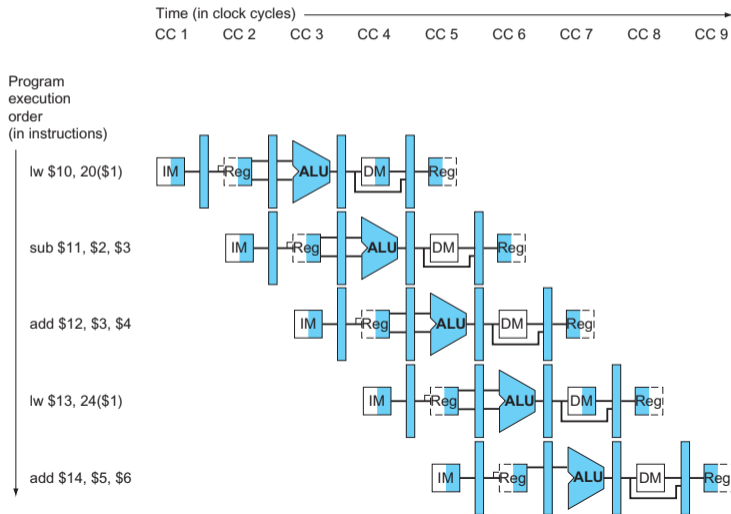 Time (in clock cycles)
CC 1 CC 2 CC 3 CC 4 CC 5 CC 6 CC 7 CC 8 CC 9
Program
execution
order
(in instructions)
lw $10, 20($1) IM Reg ALU DM Reg
sub $11, $2, $3 IM Reg ALU DM Reg
add $12, $3, $4 IM Reg ALU DM Reg
lw $13, 24($1) IM Reg ALU DM Reg
add $14, $5, $6 IM Reg ALU DM Reg